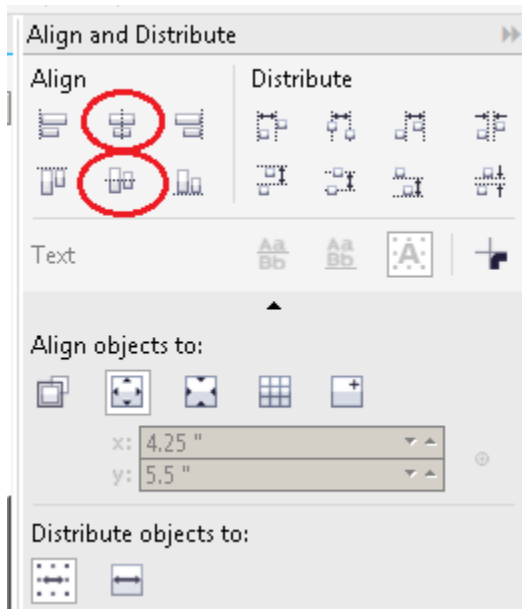 Align and Distribute
Align
Distribute
Text
Aa
Bb
Aa
Bb
A
Align objects to:
x: 4.25 "
y: 5.5 "
Distribute objects to: